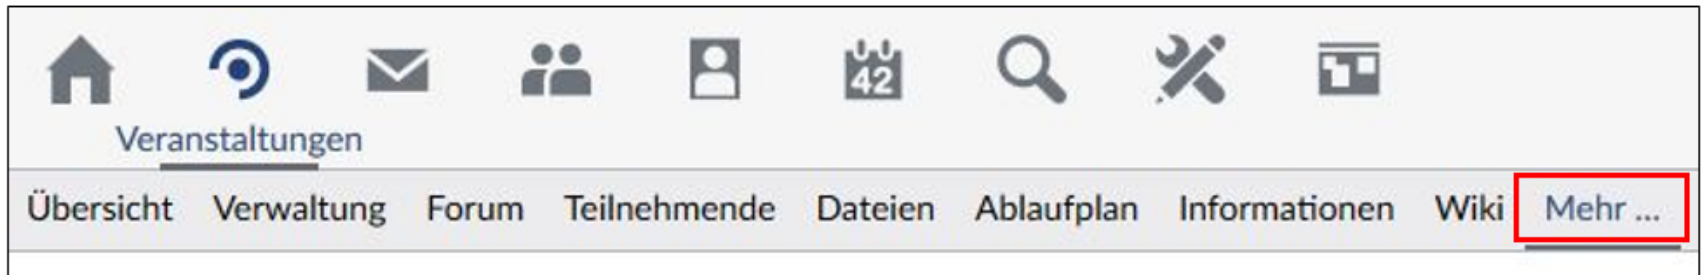 42
Veranstaltungen
Übersicht Verwaltung Forum Teilnehmende Dateien Ablaufplan Informationen Wiki Mehr ...